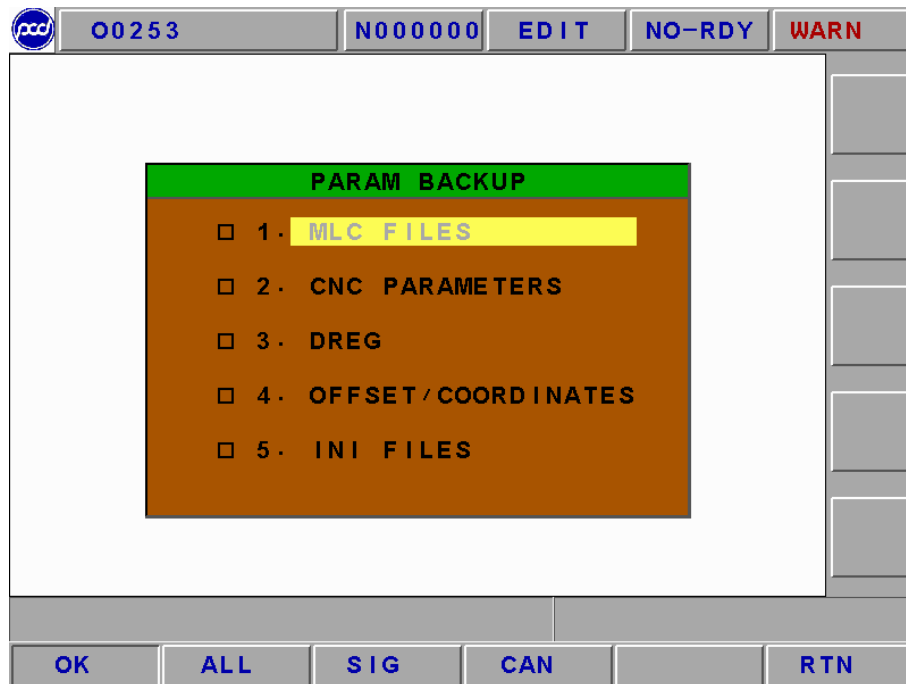 pcd O0253 N000000 EDIT NO-RDY WARN
PARAM BACKUP
1. MLC FILES
2. CNC PARAMETERS
3. DREG
4. OFFSET/COORDINATES
5. INI FILES
OK ALL SIG CAN RTN